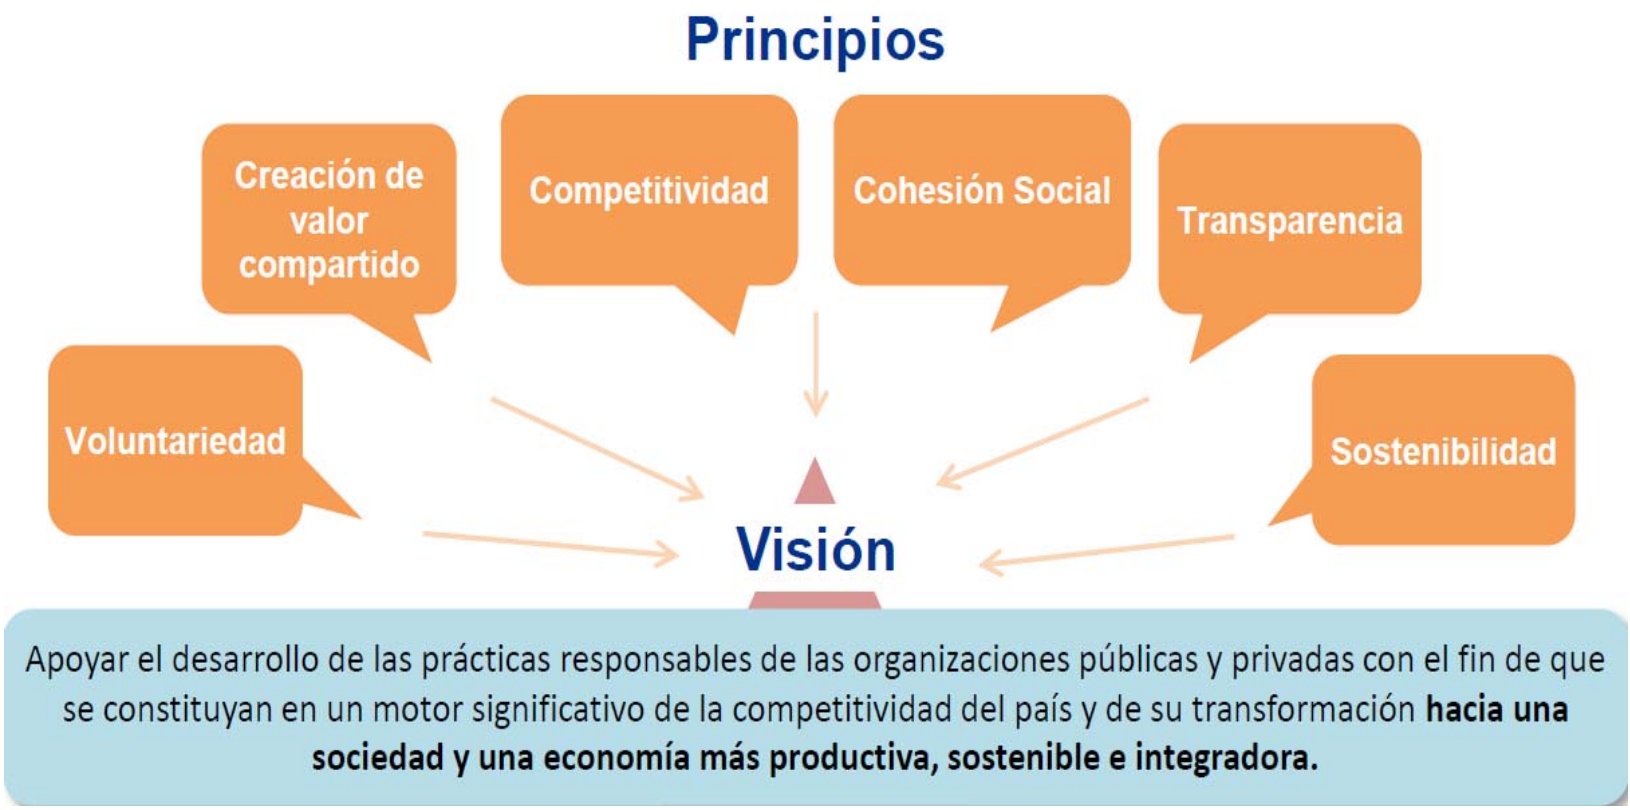 Principios
Creación de
valor
compartido
Competitividad
Cohesión Social
Transparencia
Voluntariedad
Sostenibilidad
Visión
Apoyar el desarrollo de las prácticas responsables de las organizaciones públicas y privadas con el fin de que
se constituyan en un motor significativo de la competitividad del país y de su transformación hacia una
sociedad y una economía más productiva, sostenible e integradora.